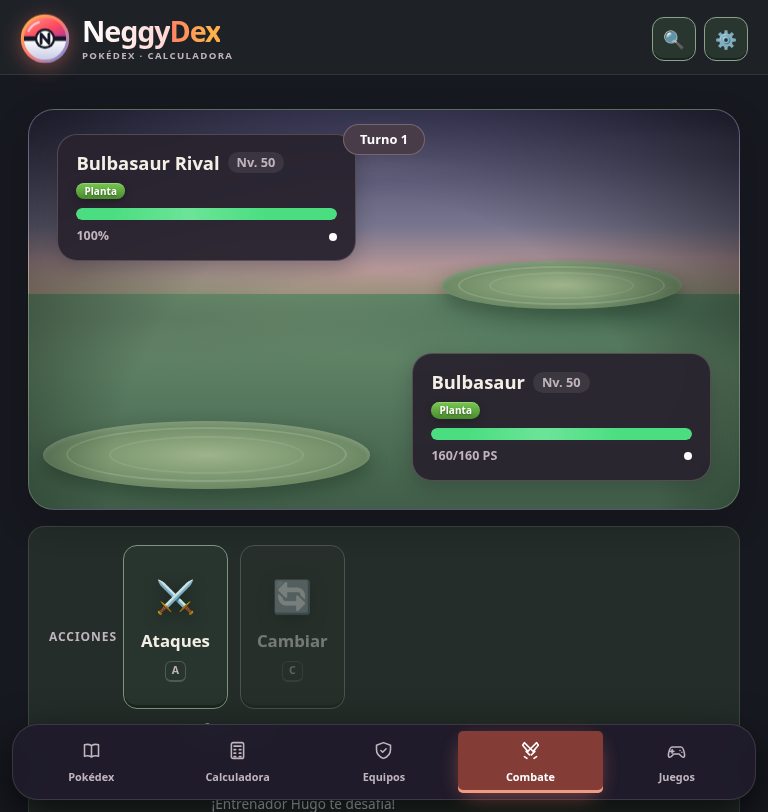 NeggyDex
POKÉDEX · CALCULADORA
Turno 1
Bulbasaur Rival Nv. 50
Planta
100%
Bulbasaur Nv. 50
Planta
160/160 PS
ACCIONES
Ataques
A
Cambiar
C
Pokédex
Calculadora
Equipos
Combate
Juegos
¡Entrenador Hugo te desafía!